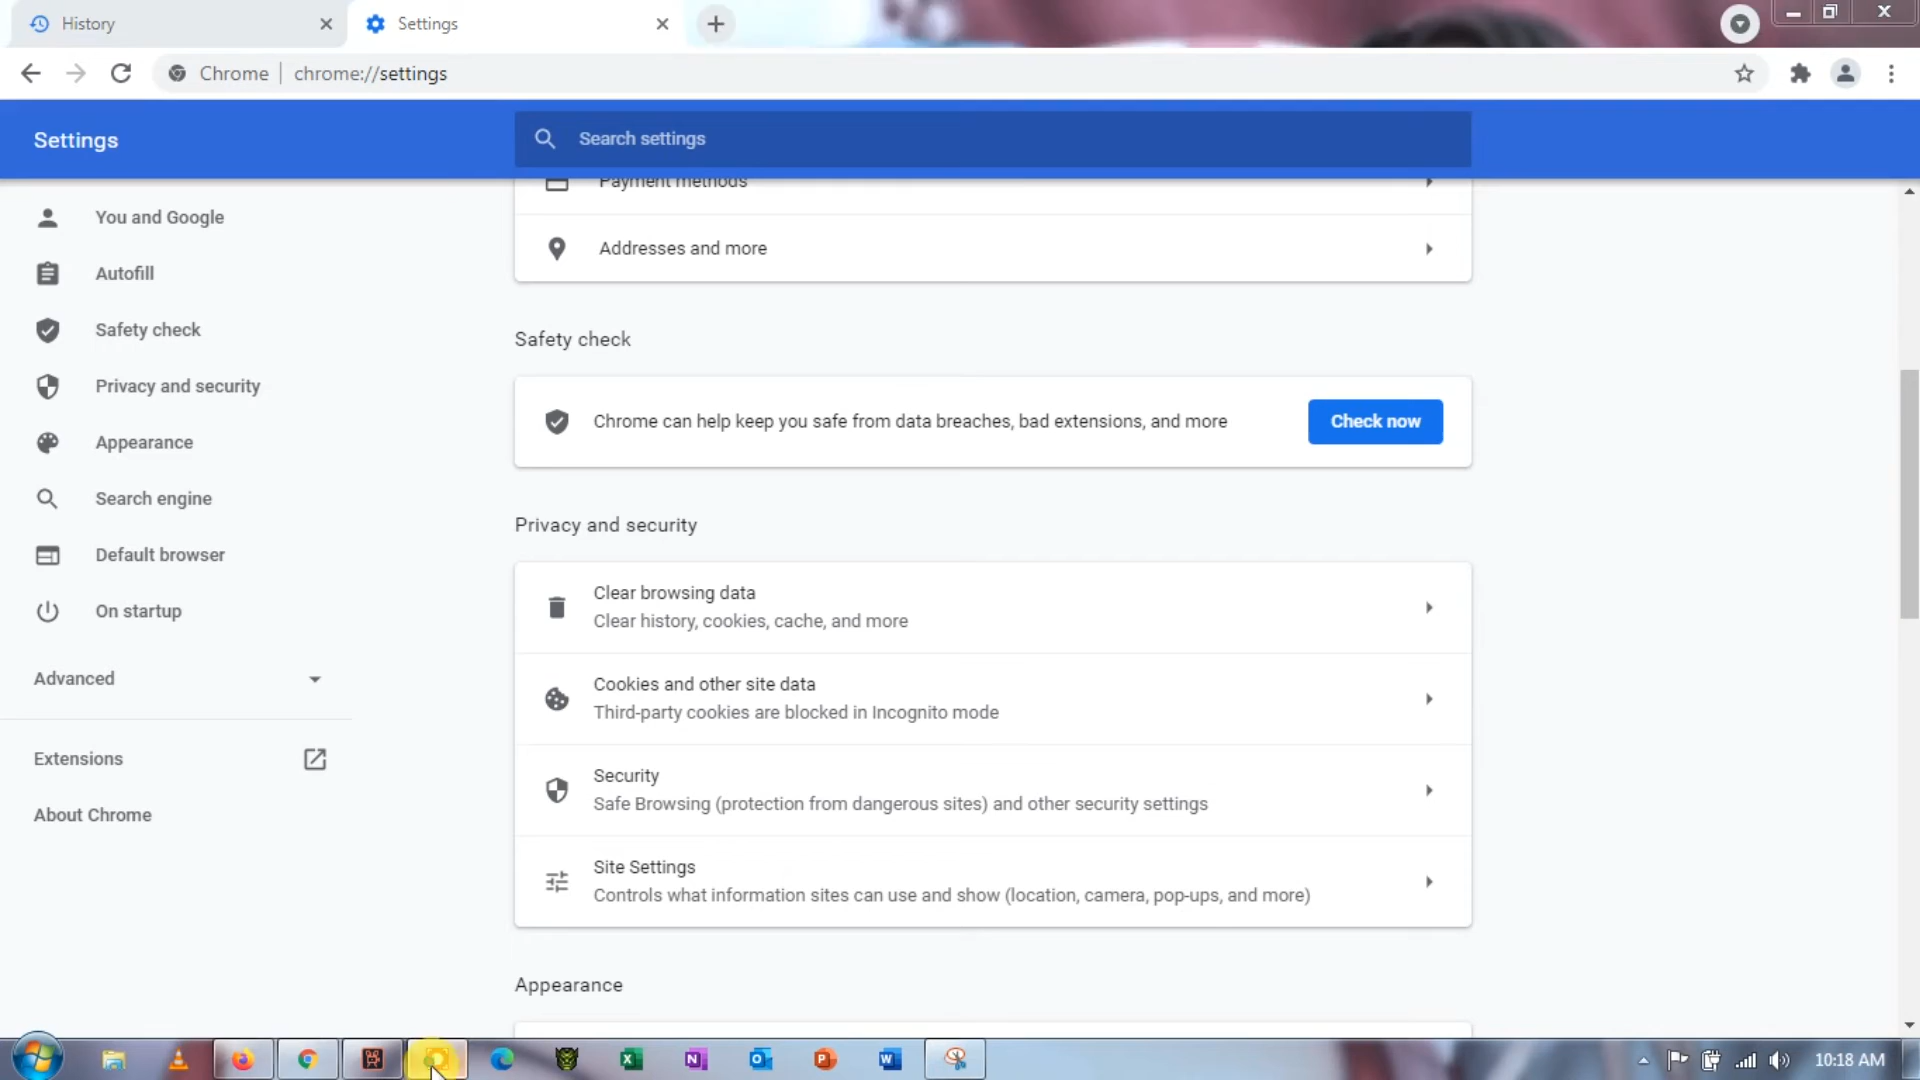 History
Settings
Chrome | chrome://settings
Settings
Search settings
You and Google
Autofill
Safety check
Privacy and security
Appearance
Search engine
Default browser
On startup
Advanced
Extensions
About Chrome
Payment methods
Addresses and more
Safety check
Chrome can help keep you safe from data breaches, bad extensions, and more
Check now
Privacy and security
Clear browsing data
Clear history, cookies, cache, and more
Cookies and other site data
Third-party cookies are blocked in Incognito mode
Security
Safe Browsing (protection from dangerous sites) and other security settings
Site Settings
Controls what information sites can use and show (location, camera, pop-ups, and more)
Appearance
10:18 AM